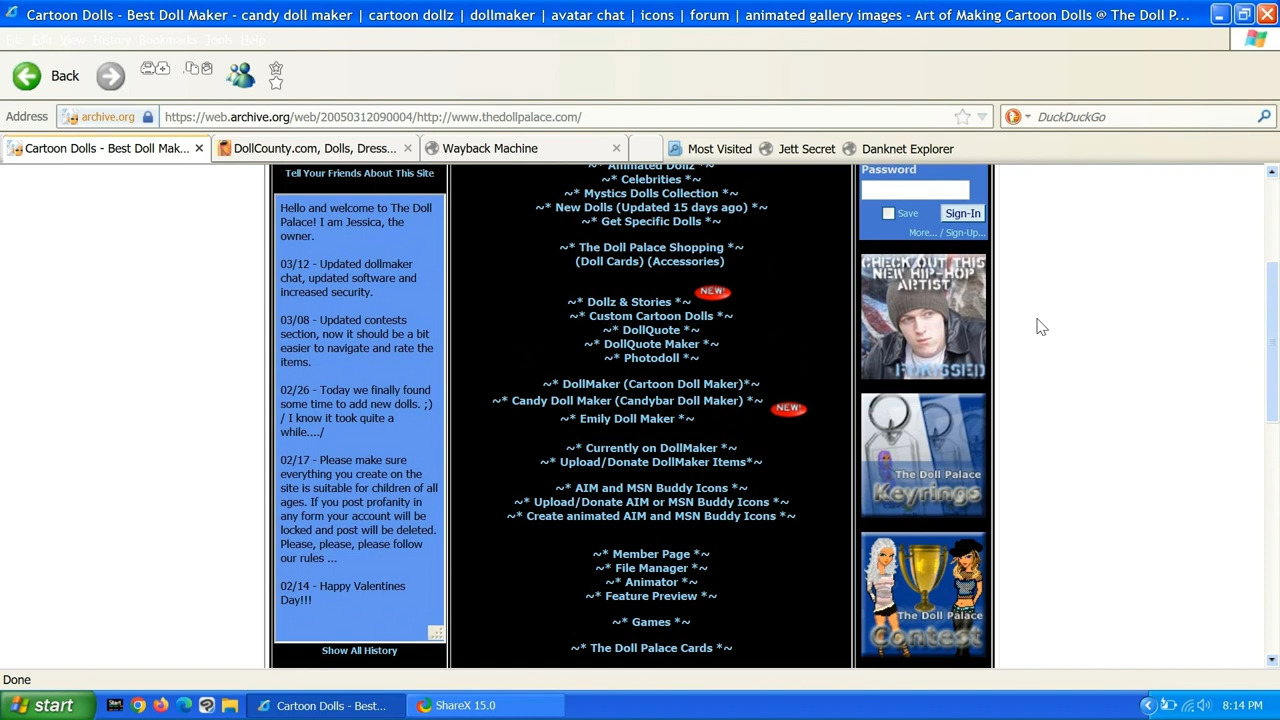 Cartoon Dolls - Best Doll Maker - candy doll maker | cartoon dollz | dollmaker | avatar chat | icons | forum | animated gallery images - Art of Making Cartoon Dolls @ The Doll P...
File Edit View History Bookmarks Tools Help
Back
Address archive.org https://web.archive.org/web/20050312090004/http://www.thedollpalace.com/ DuckDuckGo
Cartoon Dolls - Best Doll Mak... DollCounty.com, Dolls, Dress... Wayback Machine Most Visited Jett Secret Danknet Explorer
Tell Your Friends About This Site
Hello and welcome to The Doll
Palace! I am Jessica, the
owner.
03/12 - Updated dollmaker
chat, updated software and
increased security.
03/08 - Updated contests
section, now it should be a bit
easier to navigate and rate the
items.
02/26 - Today we finally found
some time to add new dolls. ;)
/ I know it took quite a
while..../
02/17 - Please make sure
everything you create on the
site is suitable for children of all
ages. If you post profanity in
any form your account will be
locked and post will be deleted.
Please, please, please follow
our rules ...
02/14 - Happy Valentines
Day!!!
Show All History
~* Animated Dollz *~
~* Celebrities *~
~* Mystics Dolls Collection *~
~* New Dolls (Updated 15 days ago) *~
~* Get Specific Dolls *~
~* The Doll Palace Shopping *~
(Doll Cards) (Accessories)
NEW!
~* Dollz & Stories *~
~* Custom Cartoon Dolls *~
~* DollQuote *~
~* DollQuote Maker *~
~* Photodoll *~
~* DollMaker (Cartoon Doll Maker)*~
~* Candy Doll Maker (Candybar Doll Maker) *~
NEW!
~* Emily Doll Maker *~
~* Currently on DollMaker *~
~* Upload/Donate DollMaker Items*~
~* AIM and MSN Buddy Icons *~
~* Upload/Donate AIM or MSN Buddy Icons *~
~* Create animated AIM and MSN Buddy Icons *~
~* Member Page *~
~* File Manager *~
~* Animator *~
~* Feature Preview *~
~* Games *~
~* The Doll Palace Cards *~
Password
Save Sign-In
More... / Sign-Up...
CHECK OUT THIS
NEW HIP-HOP
ARTIST
The Doll Palace
Keyrings
The Doll Palace
Contest
Done
start Cartoon Dolls - Best... ShareX 15.0 8:14 PM